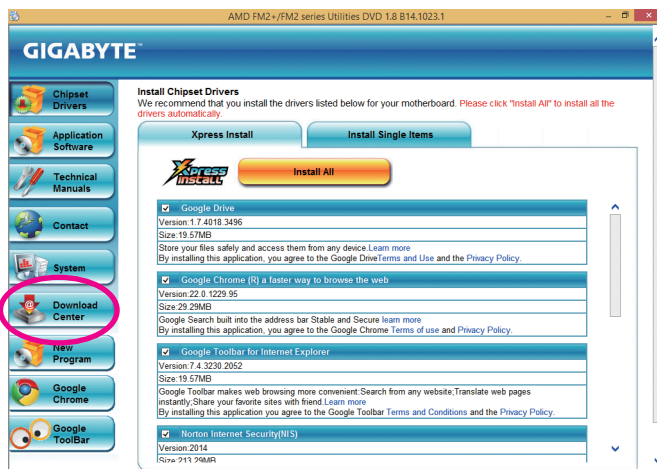 AMD FM2+/FM2 series Utilities DVD 1.8 B14.1023.1
GIGABYTE™
Chipset
Drivers
Application
Software
Technical
Manuals
Contact
System
Download
Center
New
Program
Google
Chrome
Google
ToolBar
Install Chipset Drivers
We recommend that you install the drivers listed below for your motherboard. Please click "Install All" to install all the
drivers automatically.
Xpress Install
Install Single Items
Xpress
Install
Install All
Google Drive
Version:1.7.4018.3496
Size:19.57MB
Store your files safely and access them from any device.Learn more
By installing this application, you agree to the Google DriveTerms and Use and the Privacy Policy.
Google Chrome (R) a faster way to browse the web
Version:22.0.1229.95
Size:29.29MB
Google Search built into the address bar Stable and Secure learn more
By installing this application, you agree to the Google Chrome Terms of use and Privacy Policy.
Google Toolbar for Internet Explorer
Version:7.4.3230.2052
Size:19.57MB
Google Toolbar makes web browsing more convenient:Search from any website;Translate web pages
instantly;Share your favorite sites with friend.Learn more
By installing this application you agree to the Google Toolbar Terms and Conditions and the Privacy Policy.
Norton Internet Security(NIS)
Version:2014
Size:213.29MB